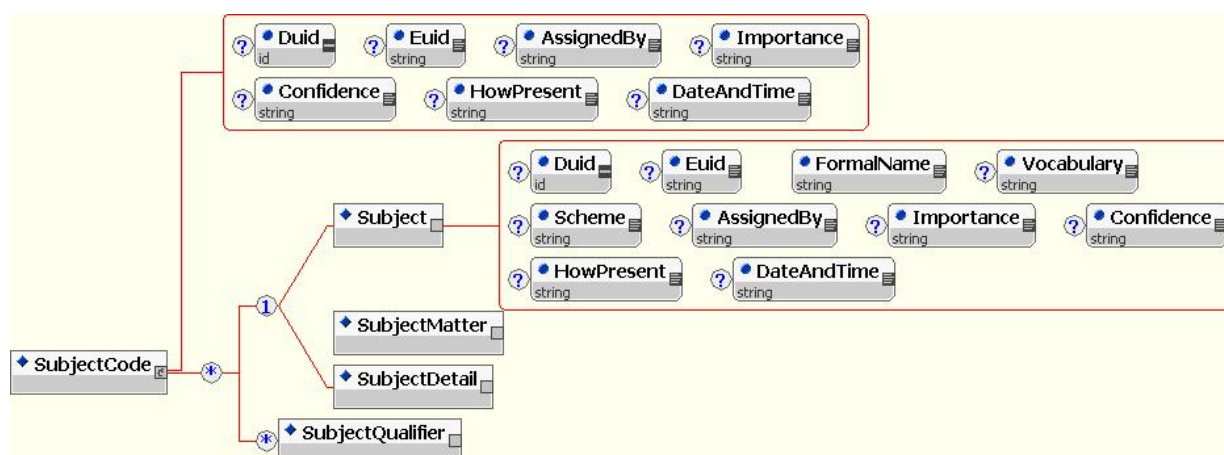 ? Duid ? Euid ? AssignedBy ? Importance
id string string string
? Confidence ? HowPresent ? DateAndTime
string string string
? Duid ? Euid FormalName ? Vocabulary
id string string string
Subject ? Scheme ? AssignedBy ? Importance ? Confidence
string string string string
? HowPresent ? DateAndTime
string string
1
SubjectMatter
SubjectCode *
SubjectDetail
* SubjectQualifier